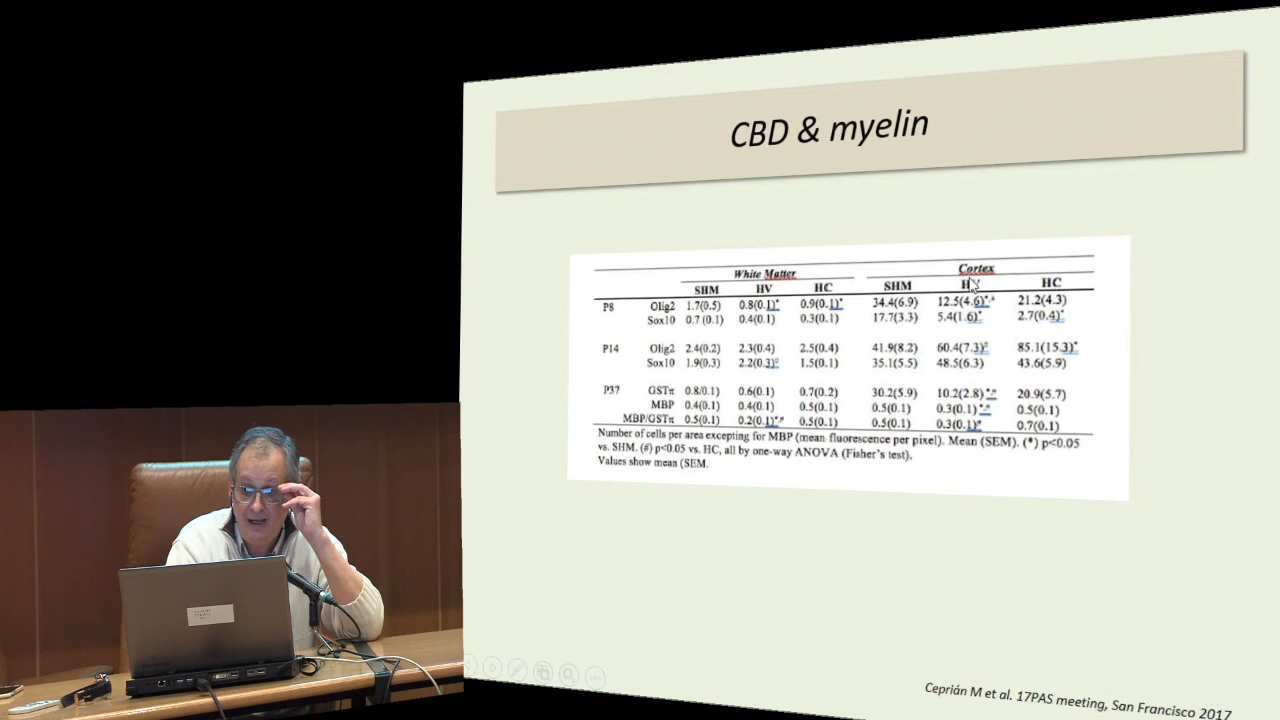 CBD & myelin
White Matter Cortex
SHM HV HC SHM HC
P8 Olig2 1.7(0.5) 0.8(0.1)* 0.9(0.1)* 34.4(6.9) 12.5(4.6)*,# 21.2(4.3)
Sox10 0.7 (0.1) 0.4(0.1) 0.3(0.1) 17.7(3.3) 5.4(1.6)* 2.7(0.4)*
P14 Olig2 2.4(0.2) 2.3(0.4) 2.5(0.4) 41.9(8.2) 60.4(7.3)# 85.1(15.3)*
Sox10 1.9(0.3) 2.2(0.3)# 1.5(0.1) 35.1(5.5) 48.5(6.3) 43.6(5.9)
P37 GSTπ 0.8/0.1) 0.6(0.1) 0.7(0.2) 30.2(5.9) 10.2(2.8)*,# 20.9(5.7)
MBP 0.4(0.1) 0.4(0.1) 0.5(0.1) 0.5(0.1) 0.3(0.1)*,# 0.5(0.1)
MBP/GSTπ 0.5(0.1) 0.2(0.1)*,# 0.5(0.1) 0.5(0.1) 0.3(0.1)# 0.7(0.1)
Number of cells per area excepting for MBP (mean fluorescence per pixel). Mean (SEM). (*) p<0.05
vs. SHM. (#) p<0.05 vs. HC, all by one-way ANOVA (Fisher's test).
Values show mean (SEM.
Ceprián M et al. 17PAS meeting, San Francisco 2017